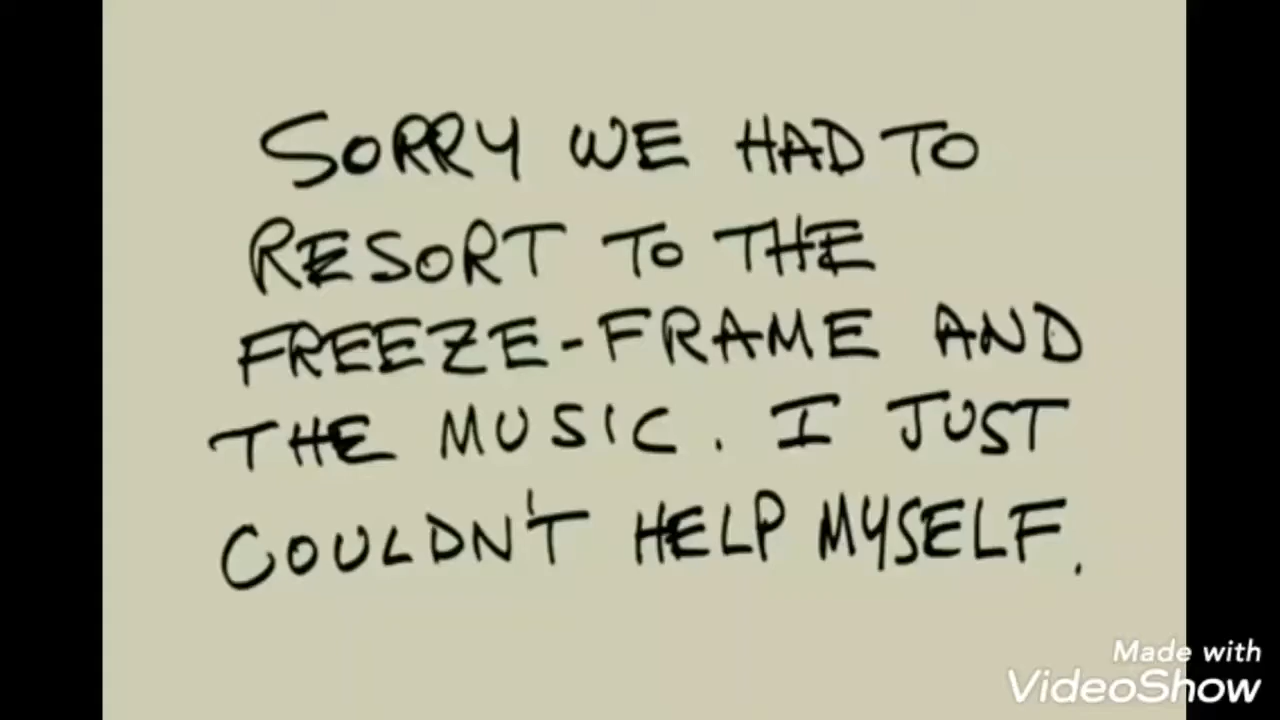 SORRY WE HAD TO
RESORT TO THE
FREEZE-FRAME AND
THE MUSIC. I JUST
COULDN'T HELP MYSELF.
Made with
VideoShow